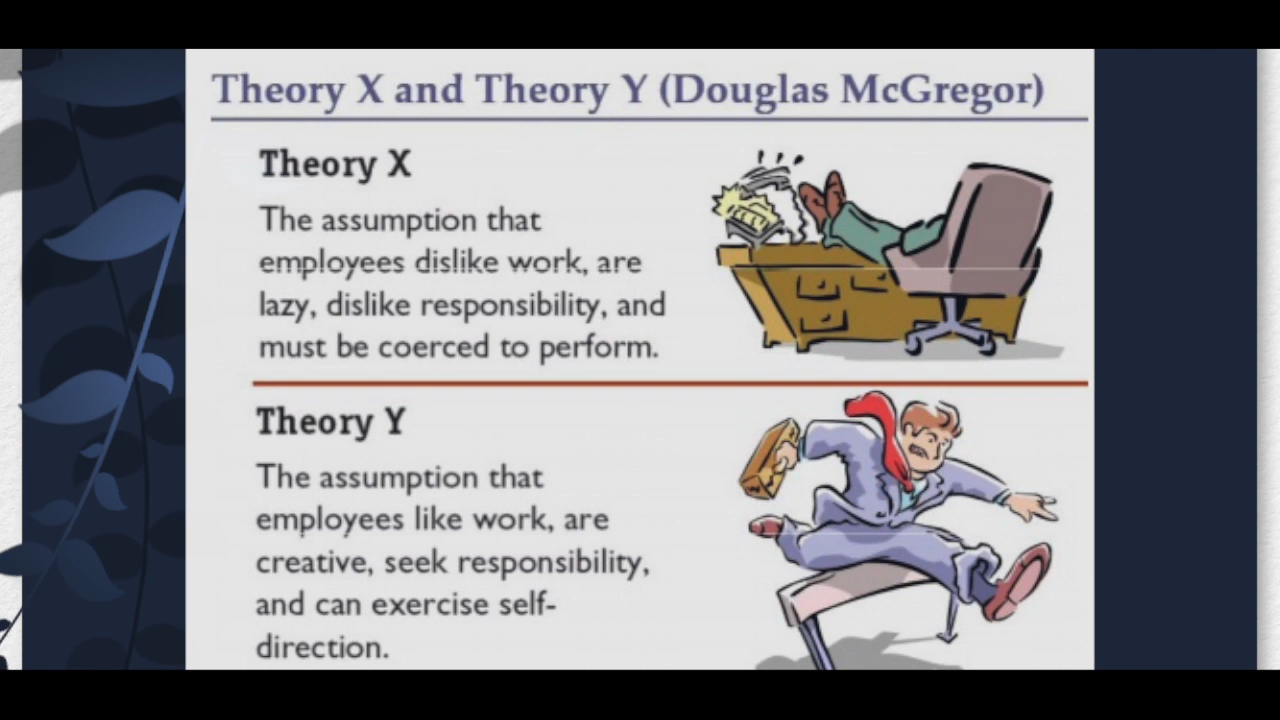 Theory X and Theory Y (Douglas McGregor)
Theory X
The assumption that
employees dislike work, are
lazy, dislike responsibility, and
must be coerced to perform.
Theory Y
The assumption that
employees like work, are
creative, seek responsibility,
and can exercise self-
direction.